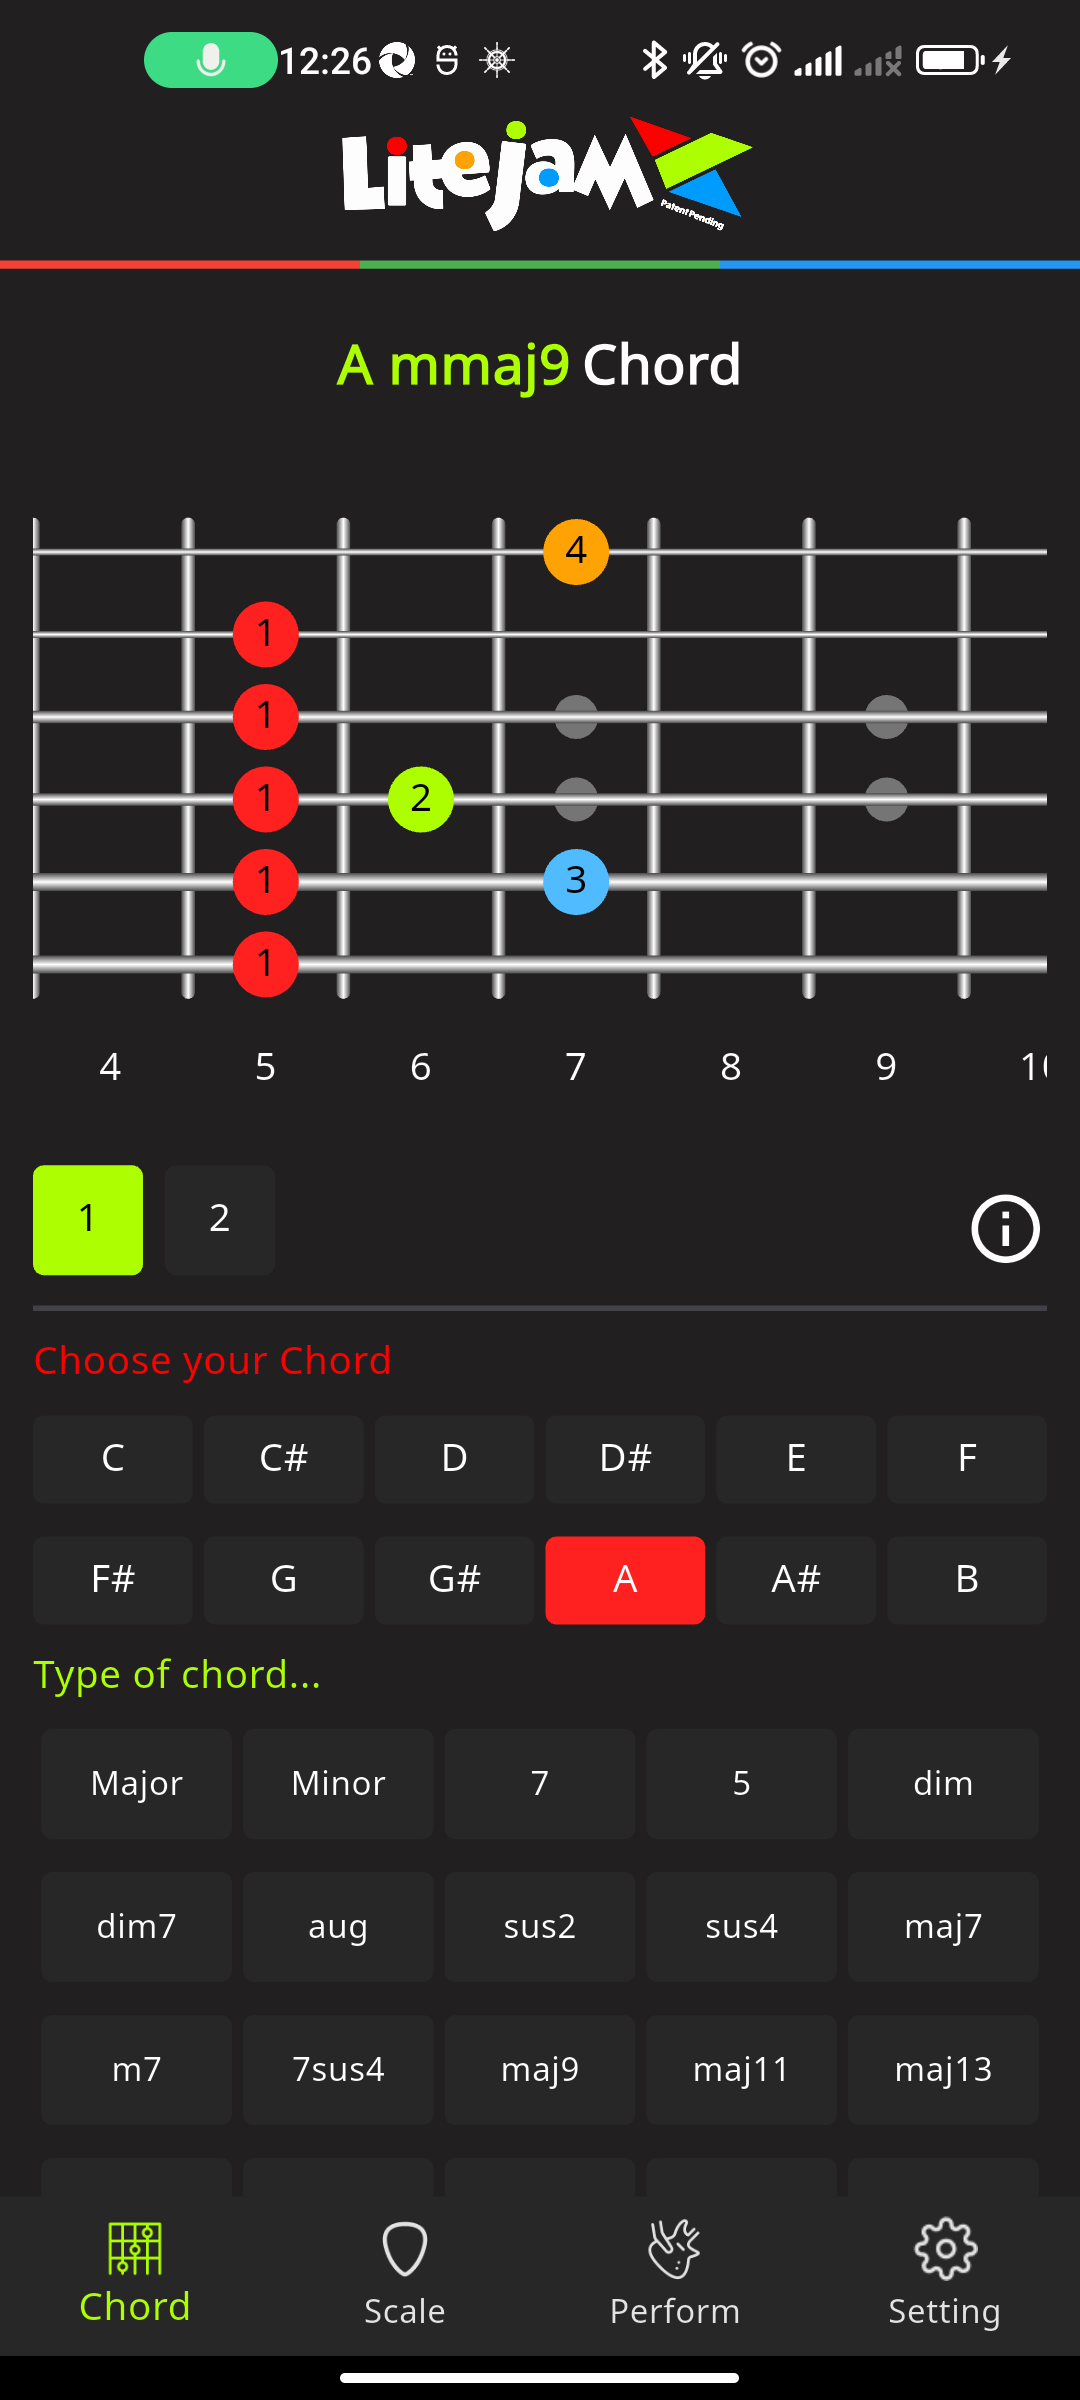 12:26
Litejam
Patent Pending
A mmaj9 Chord
4
1
1
1 2
1 3
1
4 5 6 7 8 9 10
1 2
Choose your Chord
C C# D D# E F
F# G G# A A# B
Type of chord...
Major Minor 7 5 dim
dim7 aug sus2 sus4 maj7
m7 7sus4 maj9 maj11 maj13
Chord Scale Perform Setting